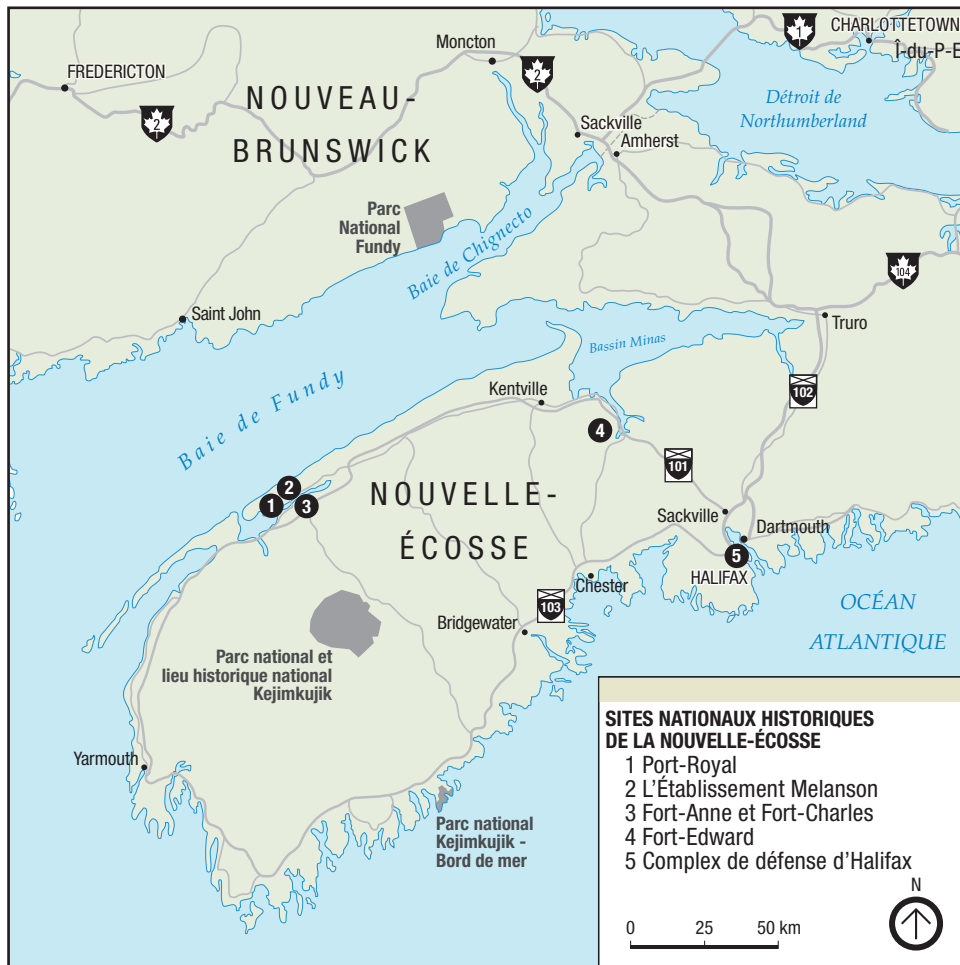 CHARLOTTETOWN
Î-du-P-E
1
Moncton
FREDERICTON
2
2
NOUVEAU-
BRUNSWICK
Détroit de
Northumberland
Sackville
Amherst
Parc
National
Fundy
Baie de Chignecto
104
Saint John
Truro
Bassin Minas
Baie de Fundy
Kentville
102
4
101
2
1
3
NOUVELLE-
ÉCOSSE
Sackville
Dartmouth
5
HALIFAX
Chester
103
Bridgewater
OCÉAN
ATLANTIQUE
Parc national et
lieu historique national
Kejimkujik
Yarmouth
Parc national
Kejimkujik -
Bord de mer
SITES NATIONAUX HISTORIQUES
DE LA NOUVELLE-ÉCOSSE
1 Port-Royal
2 L'Établissement Melanson
3 Fort-Anne et Fort-Charles
4 Fort-Edward
5 Complex de défense d'Halifax
N
0 25 50 km